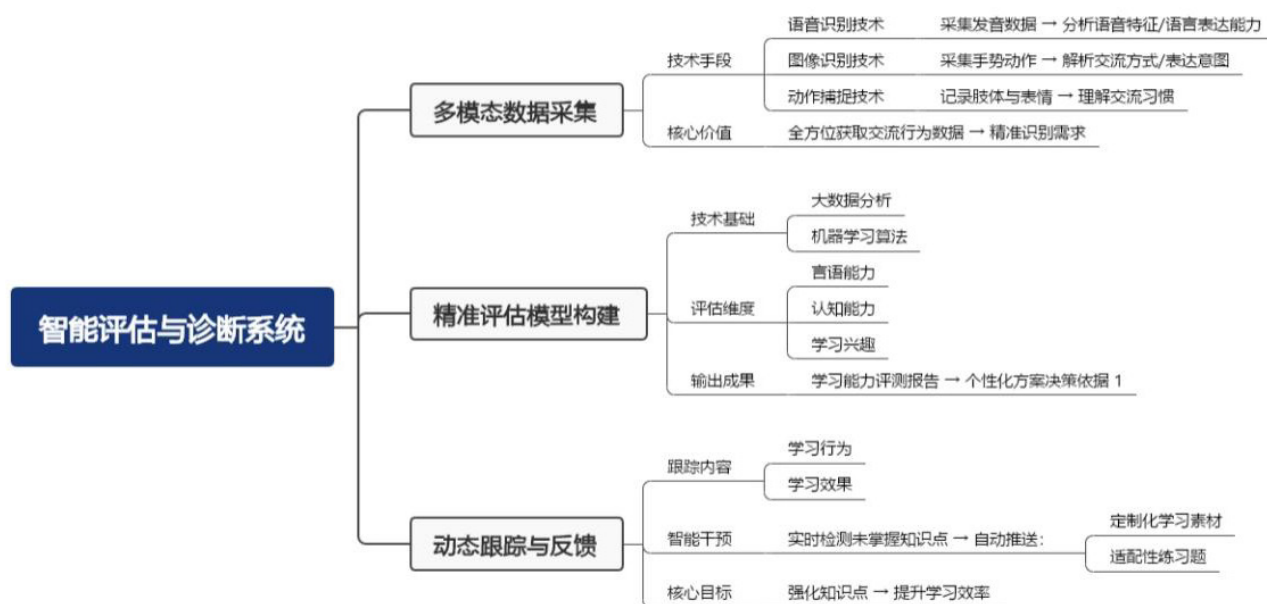 智能评估与诊断系统
多模态数据采集
技术手段
语音识别技术
采集发音数据 → 分析语音特征/语言表达能力
图像识别技术
采集手势动作 → 解析交流方式/表达意图
动作捕捉技术
记录肢体与表情 → 理解交流习惯
核心价值
全方位获取交流行为数据 → 精准识别需求
精准评估模型构建
技术基础
大数据分析
机器学习算法
评估维度
言语能力
认知能力
学习兴趣
输出成果
学习能力评测报告 → 个性化方案决策依据 1
动态跟踪与反馈
跟踪内容
学习行为
学习效果
智能干预
实时检测未掌握知识点 → 自动推送：
定制化学习素材
适配性练习题
核心目标
强化知识点 → 提升学习效率